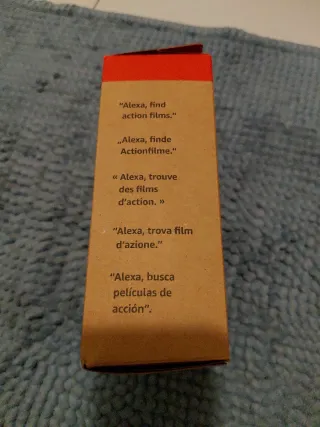 "Alexa, find
action films."
„Alexa, finde
Actionfilme.“
« Alexa, trouve
des films
d'action. »
"Alexa, trova film
d'azione."
"Alexa, busca
películas de
acción".